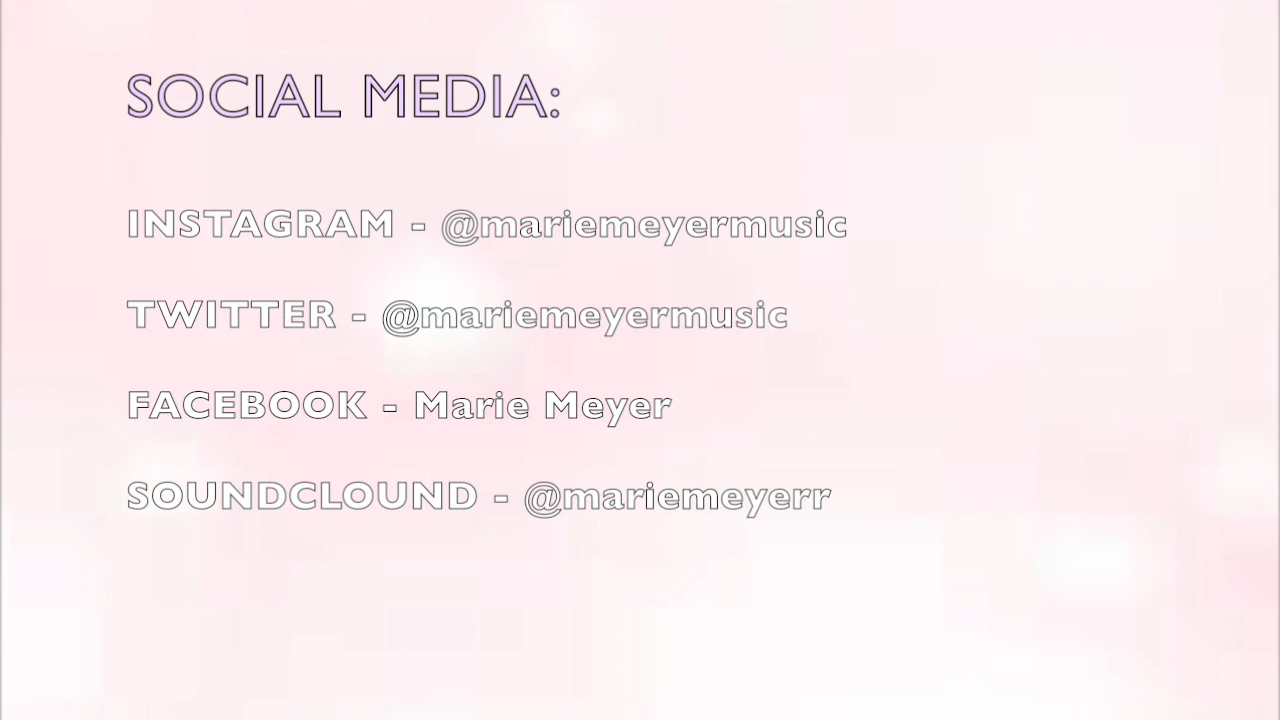 SOCIAL MEDIA:
INSTAGRAM - @mariemeyermusic
TWITTER - @mariemeyermusic
FACEBOOK - Marie Meyer
SOUNDCLOUND - @mariemeyerr